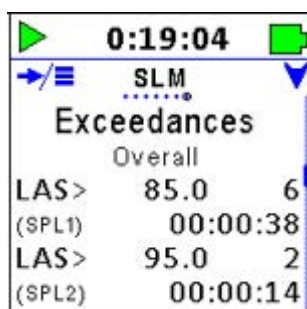 0:19:04
SLM
Exceedances
Overall
LAS> 85.0 6
(SPL1) 00:00:38
LAS> 95.0 2
(SPL2) 00:00:14